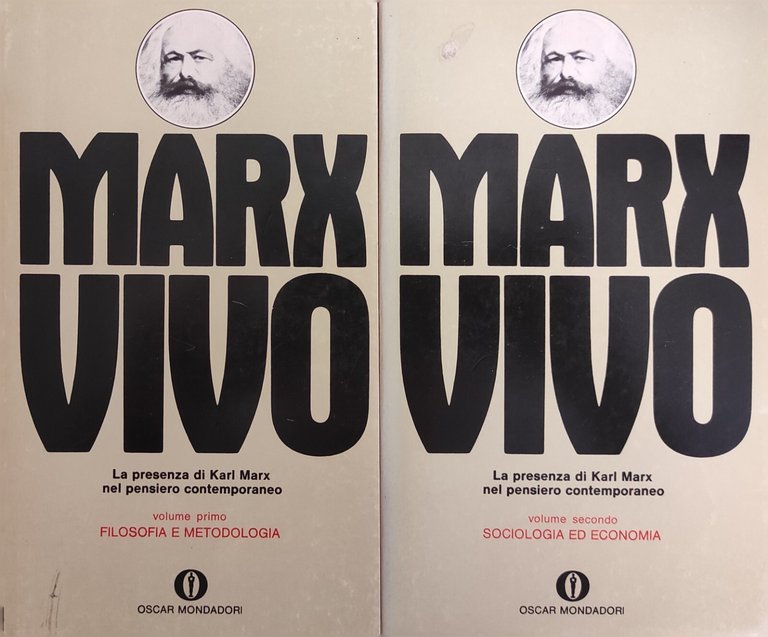 MARX
VIVO
La presenza di Karl Marx
nel pensiero contemporaneo
volume primo
FILOSOFIA E METODOLOGIA
OSCAR MONDADORI
MARX
VIVO
La presenza di Karl Marx
nel pensiero contemporaneo
volume secondo
SOCIOLOGIA ED ECONOMIA
OSCAR MONDADORI